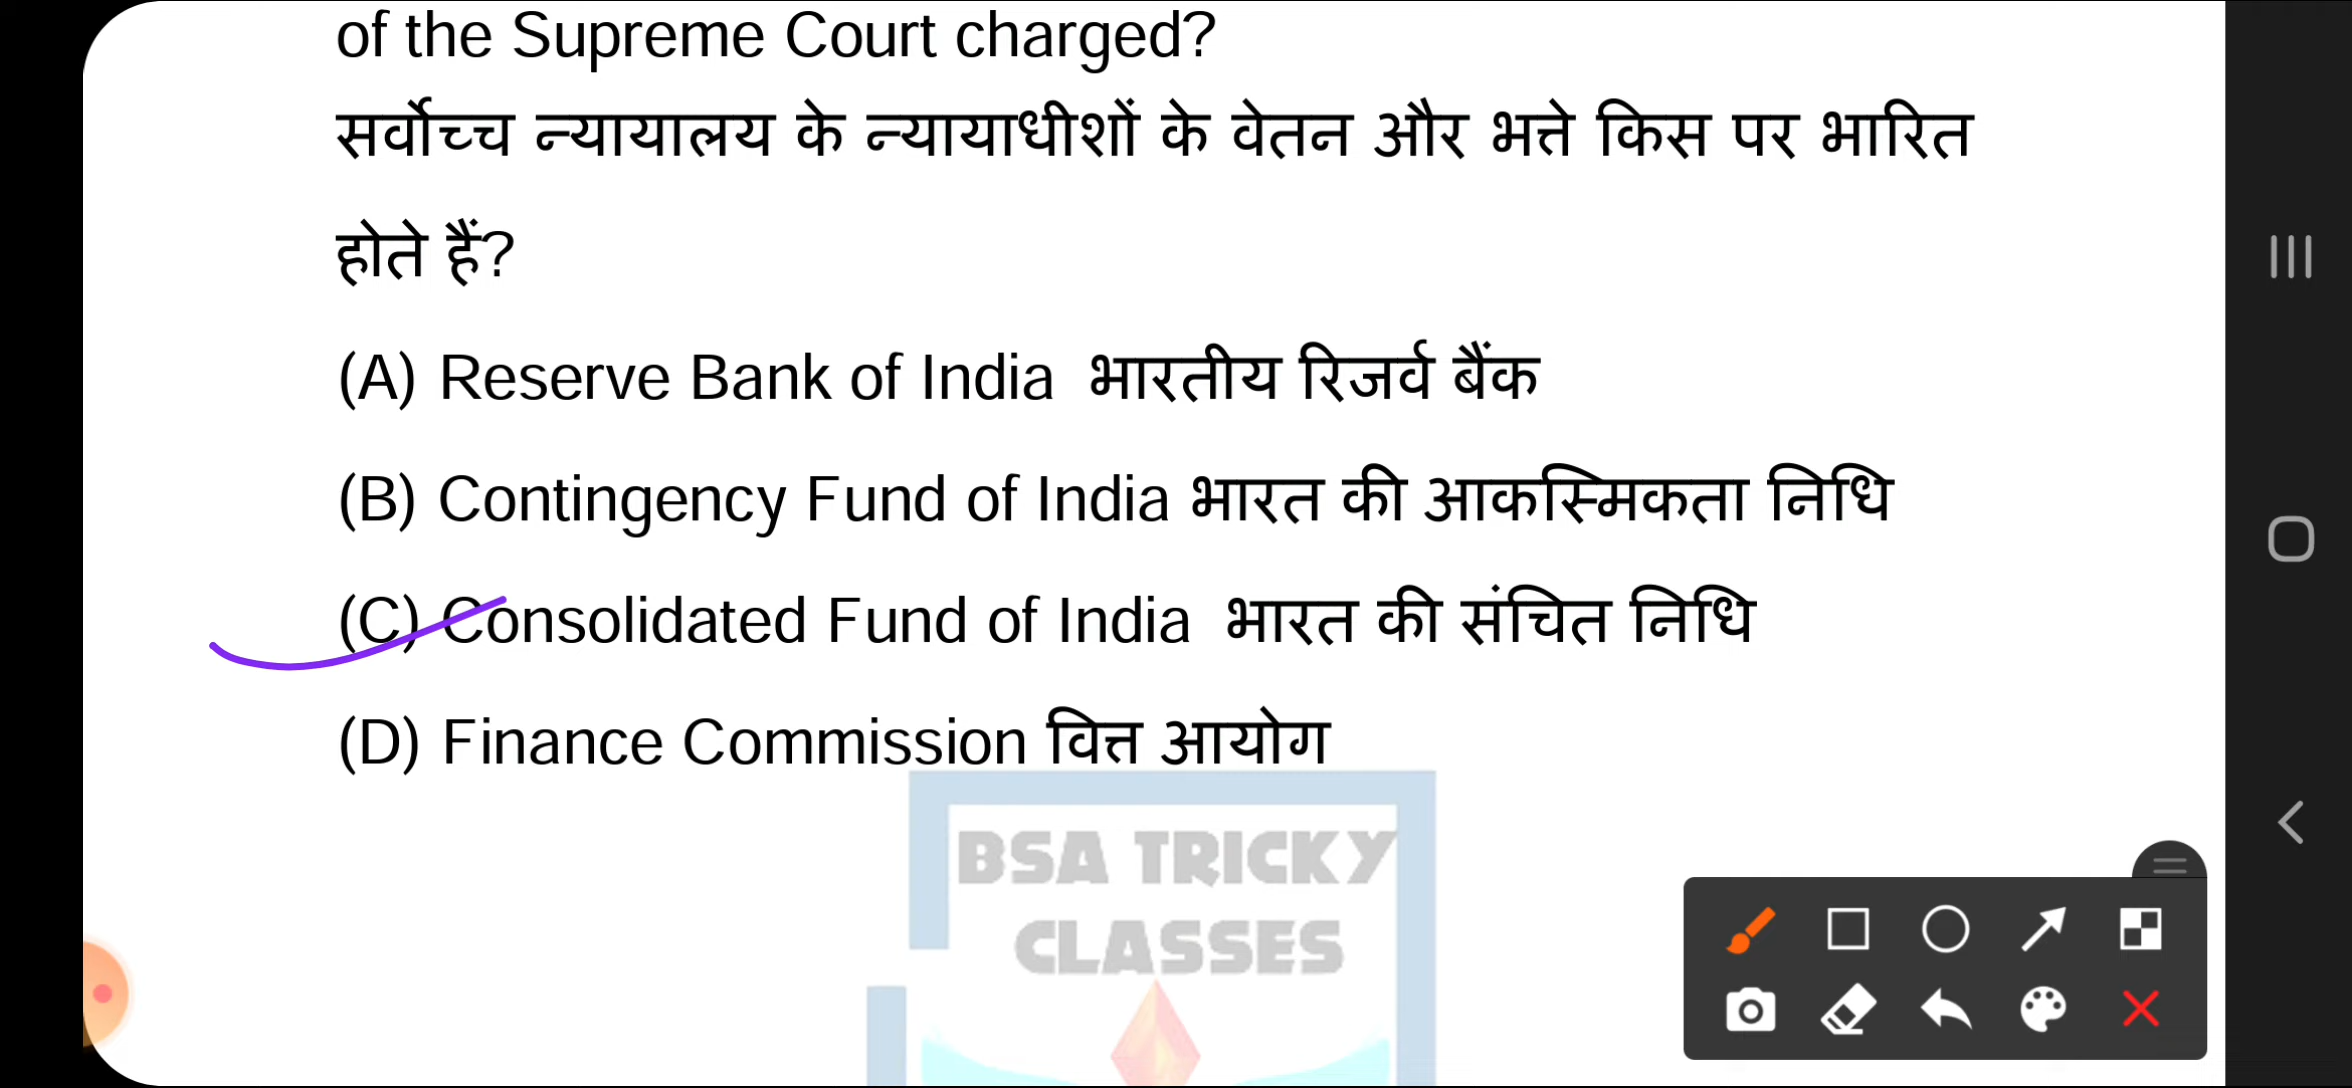 of the Supreme Court charged?
सर्वोच्च न्यायालय के न्यायाधीशों के वेतन और भत्ते किस पर भारित
होते हैं?
(A) Reserve Bank of India भारतीय रिजर्व बैंक
(B) Contingency Fund of India भारत की आकस्मिकता निधि
(C) Consolidated Fund of India भारत की संचित निधि
(D) Finance Commission वित्त आयोग
BSA TRICKY
CLASSES